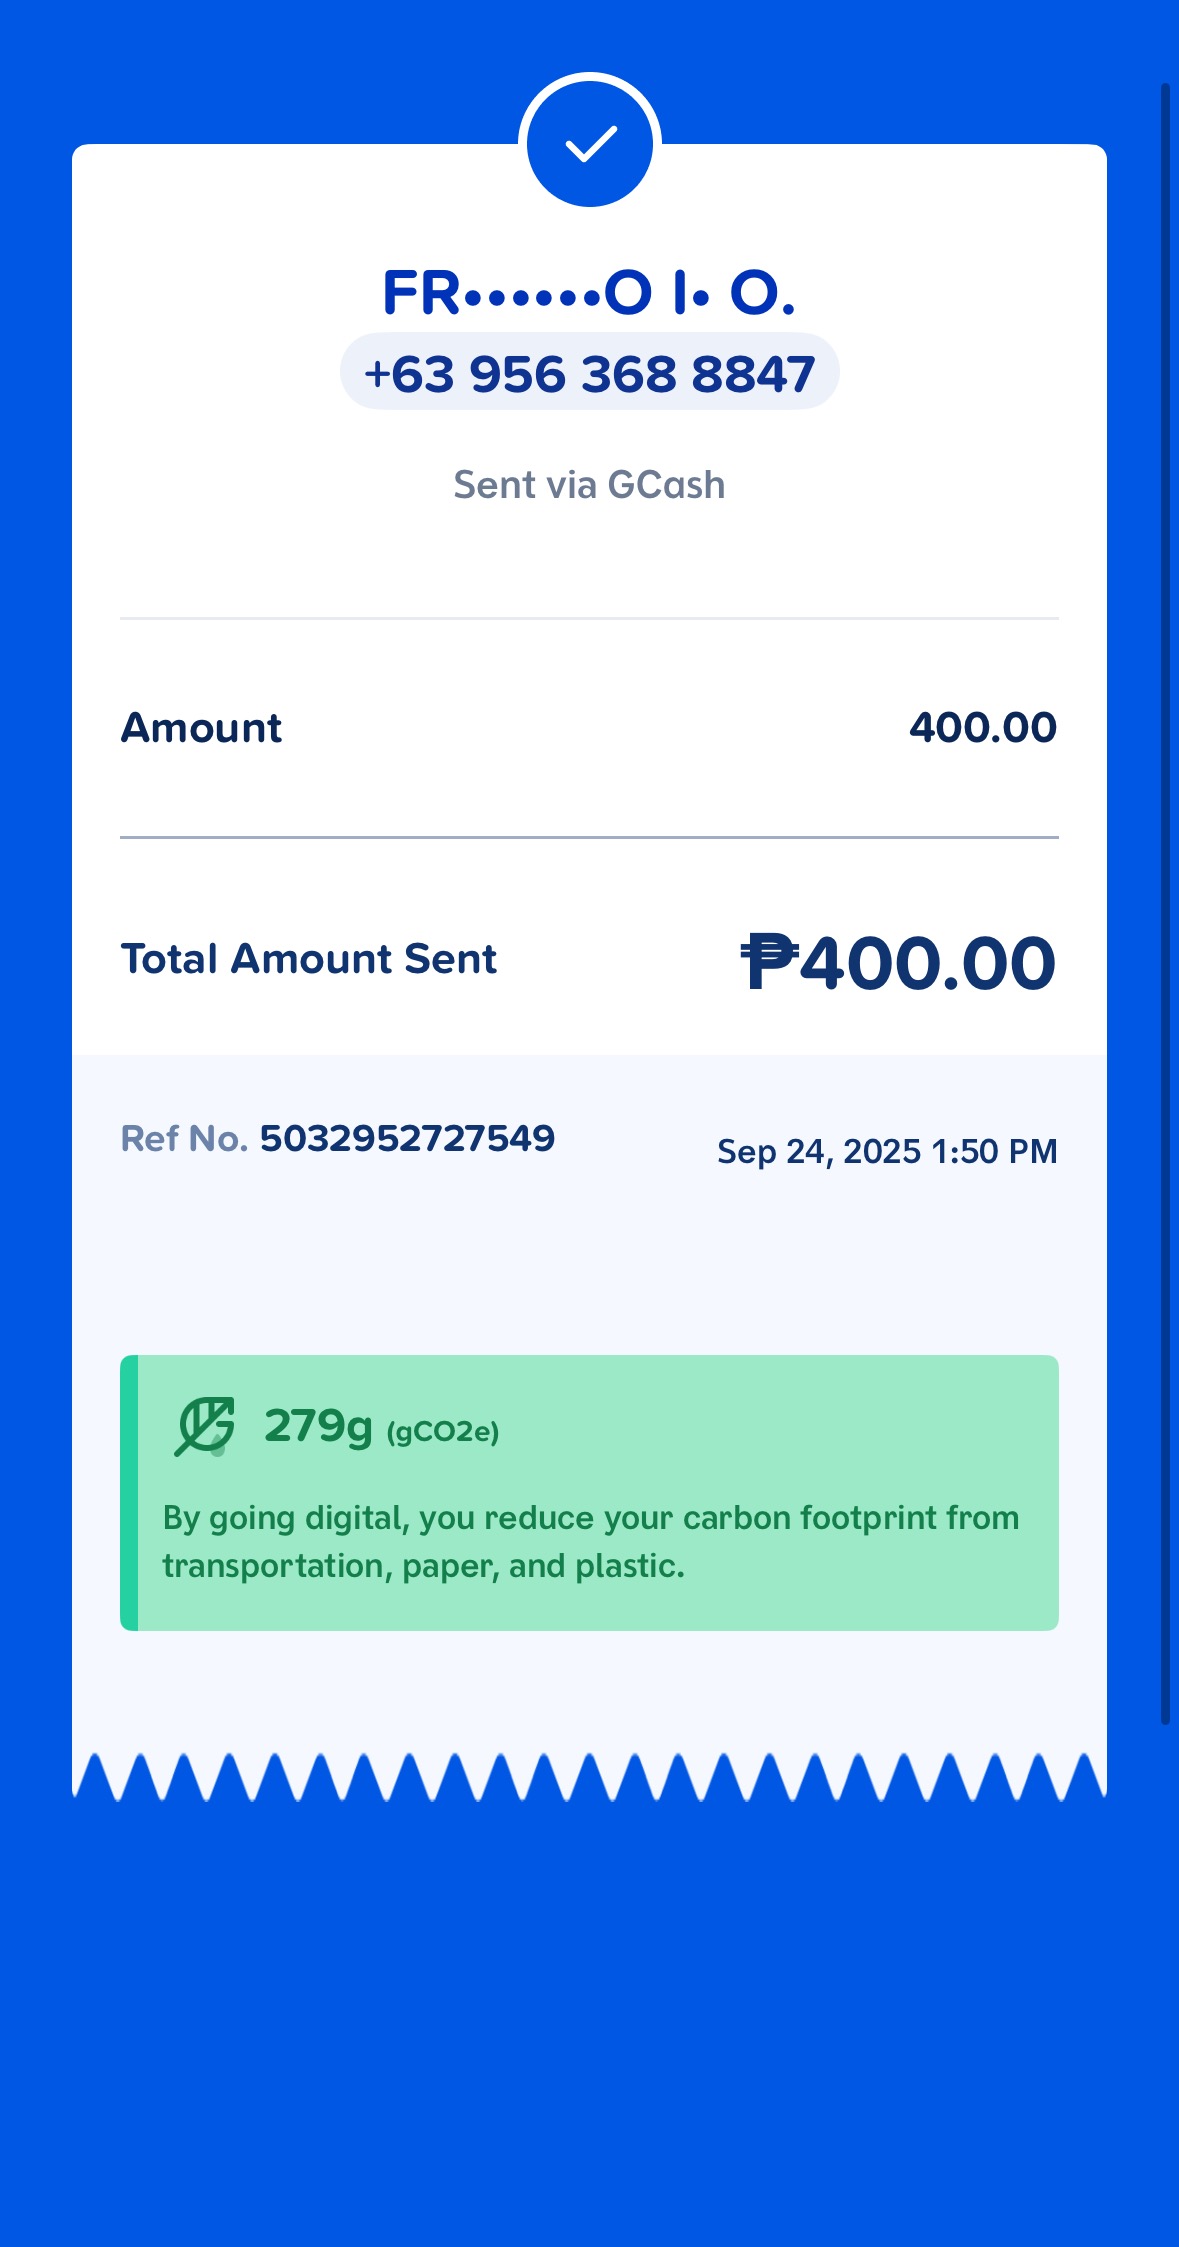 FR••••••O I• O.
+63 956 368 8847
Sent via GCash
Amount 400.00
Total Amount Sent ₱400.00
Ref No. 5032952727549 Sep 24, 2025 1:50 PM
279g (gCO2e)
By going digital, you reduce your carbon footprint from
transportation, paper, and plastic.